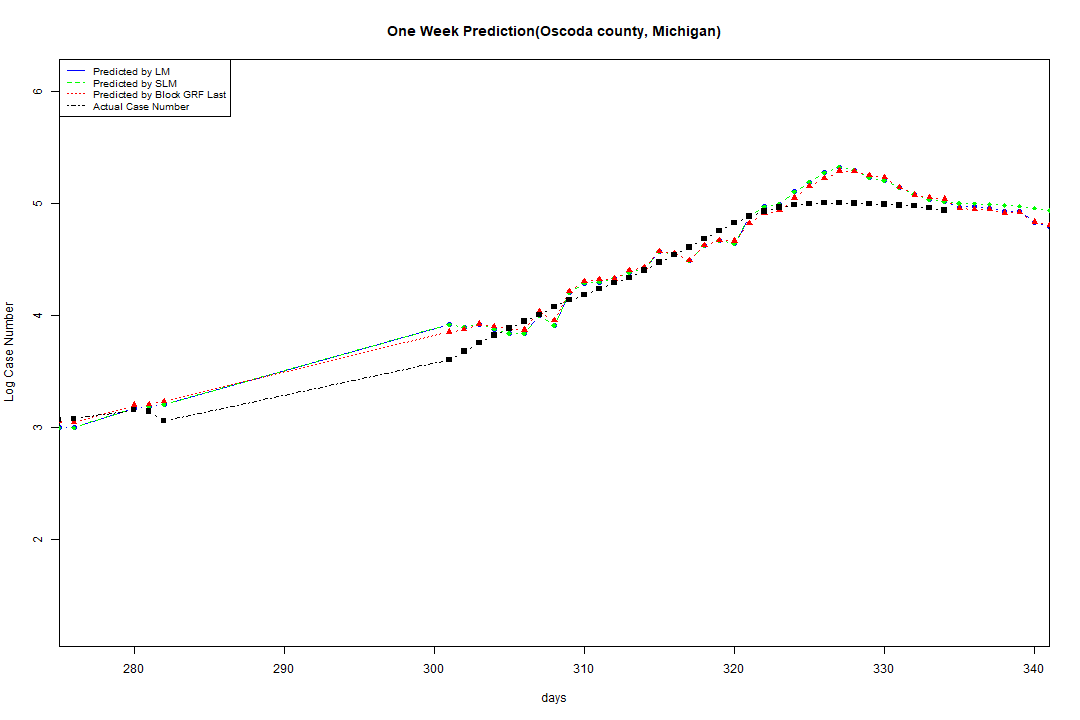 One Week Prediction(Oscoda county, Michigan)
Predicted by LM
Predicted by SLM
Predicted by Block GRF Last
Actual Case Number
6
5
4
3
2
Log Case Number
280 290 300 310 320 330 340
days